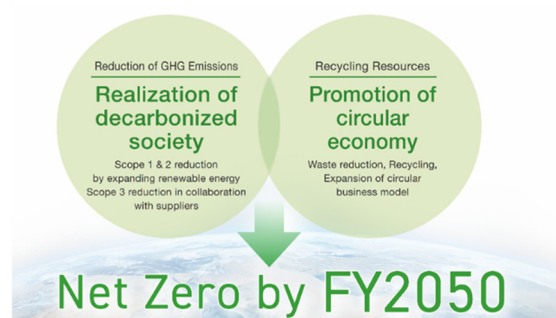 Reduction of GHG Emissions
Realization of
decarbonized
society
Scope 1 & 2 reduction
by expanding renewable energy
Scope 3 reduction in collaboration
with suppliers
Recycling Resources
Promotion of
circular
economy
Waste reduction, Recycling,
Expansion of circular
business model
Net Zero by FY2050